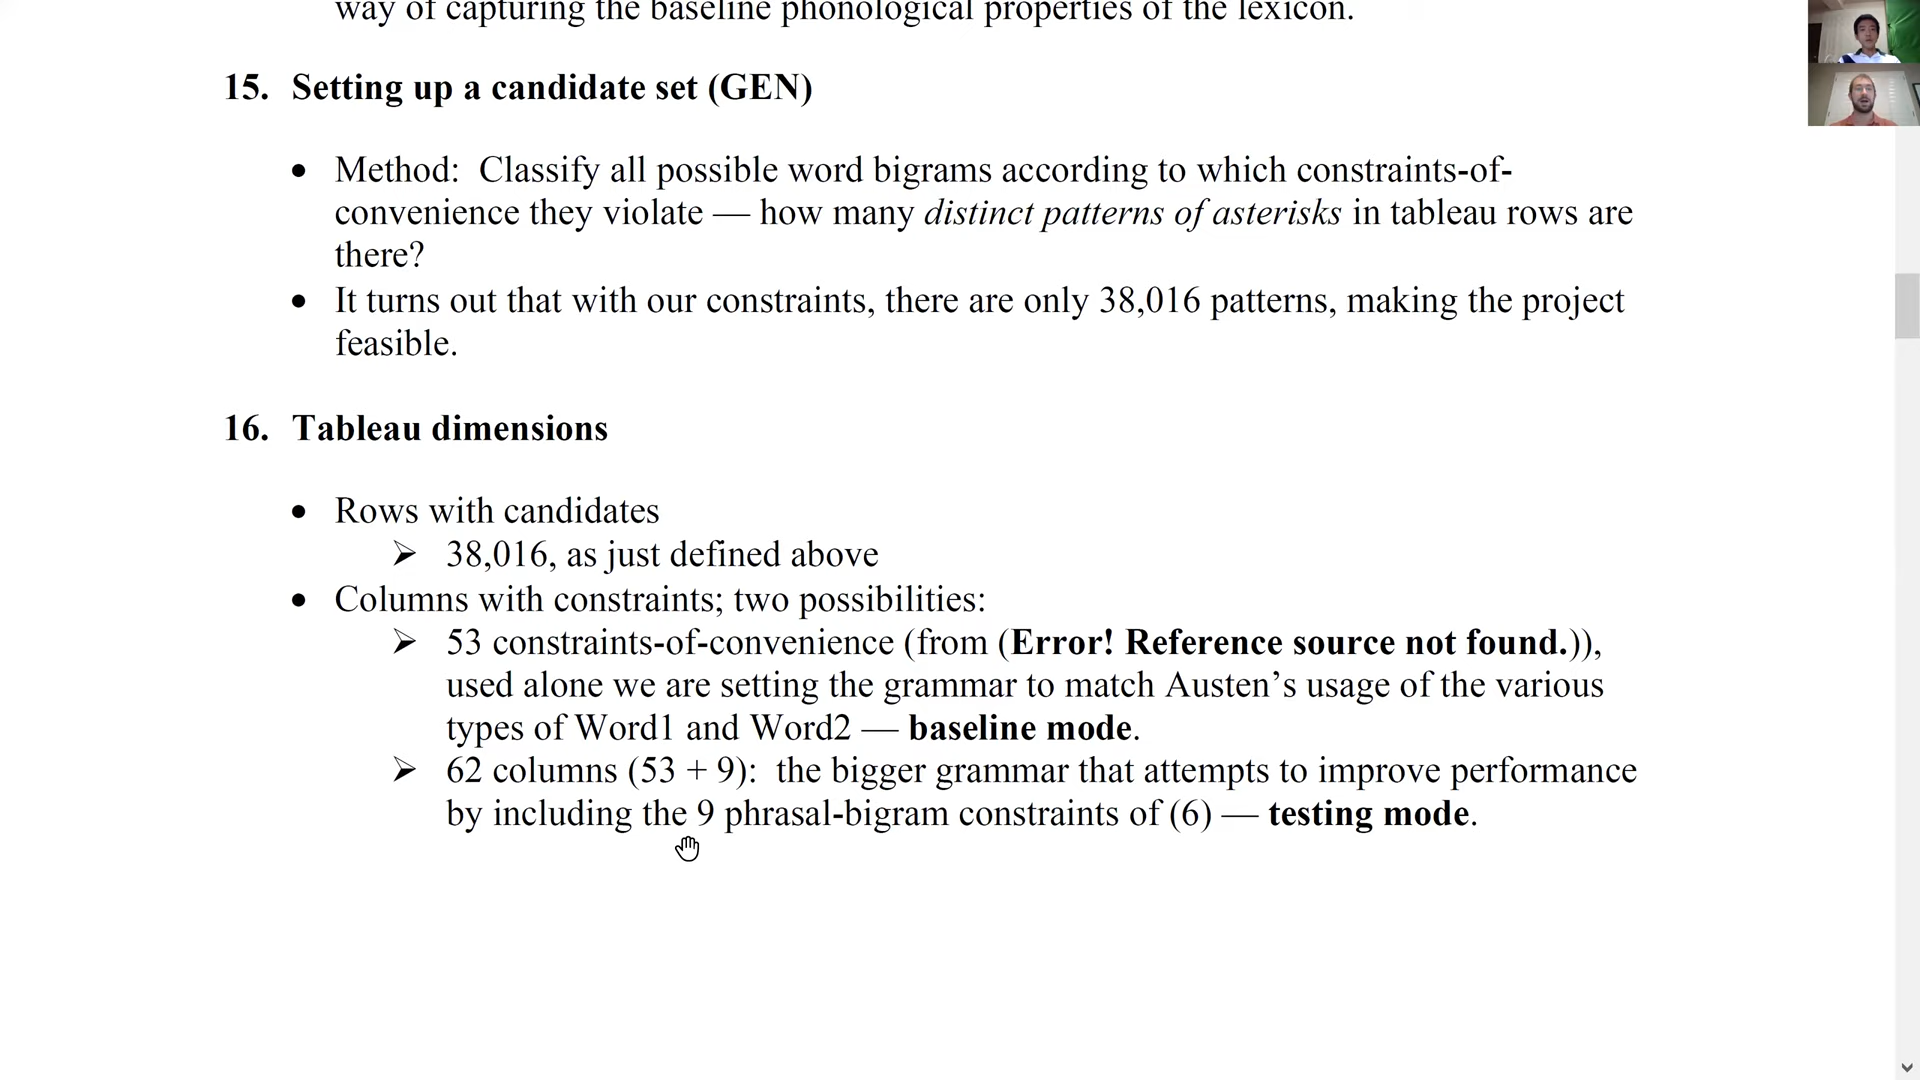 way of capturing the baseline phonological properties of the lexicon.
15. Setting up a candidate set (GEN)
• Method:  Classify all possible word bigrams according to which constraints-of-
convenience they violate — how many distinct patterns of asterisks in tableau rows are
there?
• It turns out that with our constraints, there are only 38,016 patterns, making the project
feasible.
16. Tableau dimensions
• Rows with candidates
➢ 38,016, as just defined above
• Columns with constraints; two possibilities:
➢ 53 constraints-of-convenience (from (Error! Reference source not found.)),
used alone we are setting the grammar to match Austen’s usage of the various
types of Word1 and Word2 — baseline mode.
➢ 62 columns (53 + 9):  the bigger grammar that attempts to improve performance
by including the 9 phrasal-bigram constraints of (6) — testing mode.